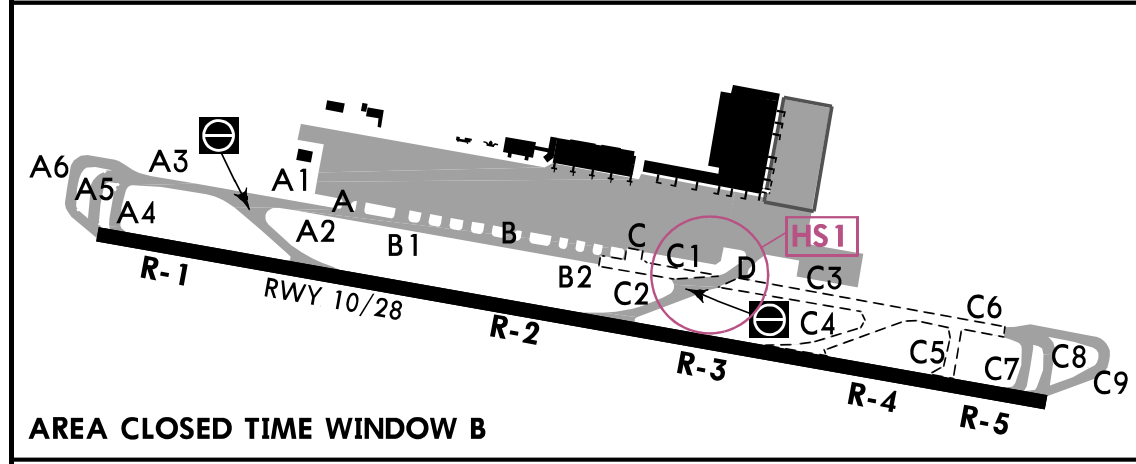 A6
A5
A4
A3
A1
A
A2
B1
B
B2
C
C1
C2
D
HS1
C3
C4
C6
C5
C7
C8
C9
R-1
RWY 10/28
R-2
R-3
R-4
R-5
AREA CLOSED TIME WINDOW B